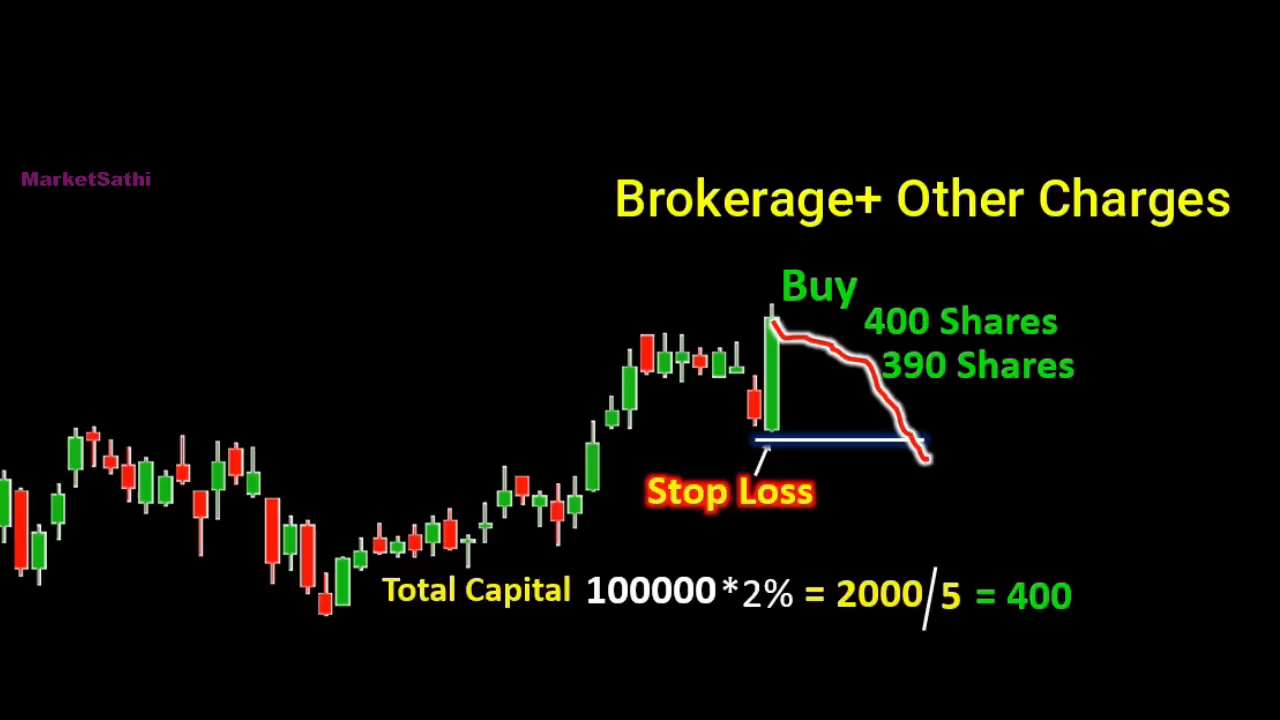 MarketSathi
Brokerage+ Other Charges
Buy
400 Shares
390 Shares
Stop Loss
Total Capital 100000*2% = 2000/5 = 400